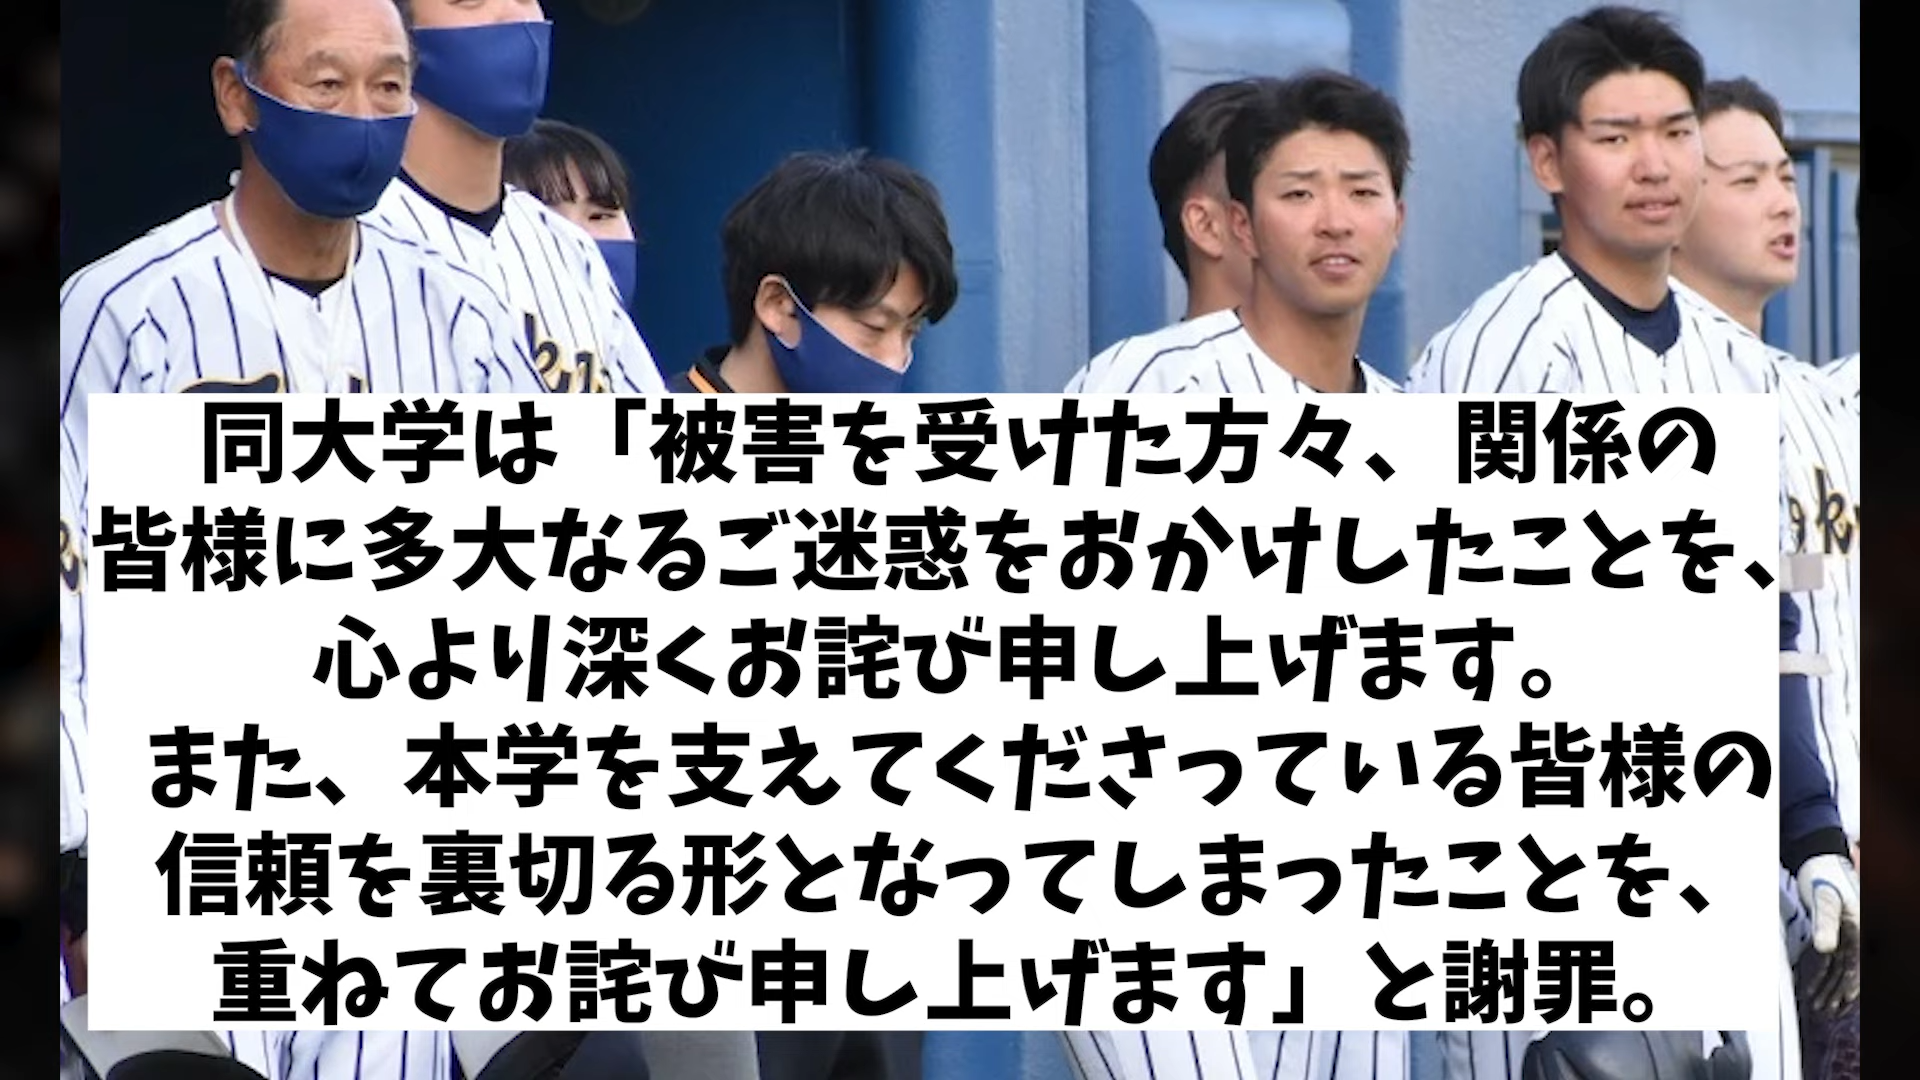 同大学は「被害を受けた方々、関係の
皆様に多大なるご迷惑をおかけしたことを、
心より深くお詫び申し上げます。
また、本学を支えてくださっている皆様の
信頼を裏切る形となってしまったことを、
重ねてお詫び申し上げます」と謝罪。